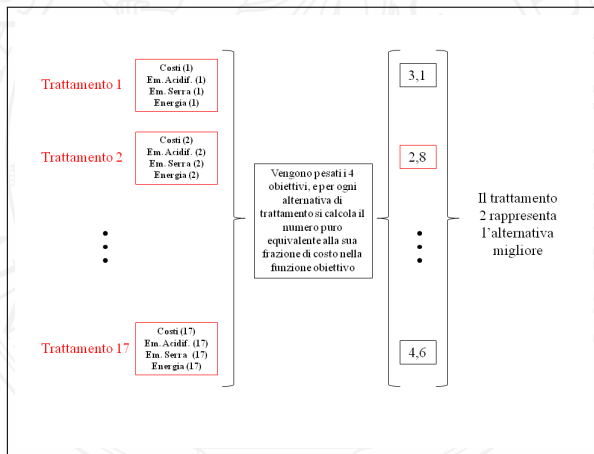 Trattamento 1
Costi (1)
Em. Acidif. (1)
Em. Serra (1)
Energia (1)
Trattamento 2
Costi (2)
Em. Acidif. (2)
Em. Serra (2)
Energia (2)
Trattamento 17
Costi (17)
Em. Acidif. (17)
Em. Serra (17)
Energia (17)
Vengono pesati i 4
obiettivi, e per ogni
alternativa di
trattamento si calcola il
numero puro
equivalente alla sua
frazione di costo nella
funzione obiettivo
3,1
2,8
4,6
Il trattamento
2 rappresenta
l'alternativa
migliore